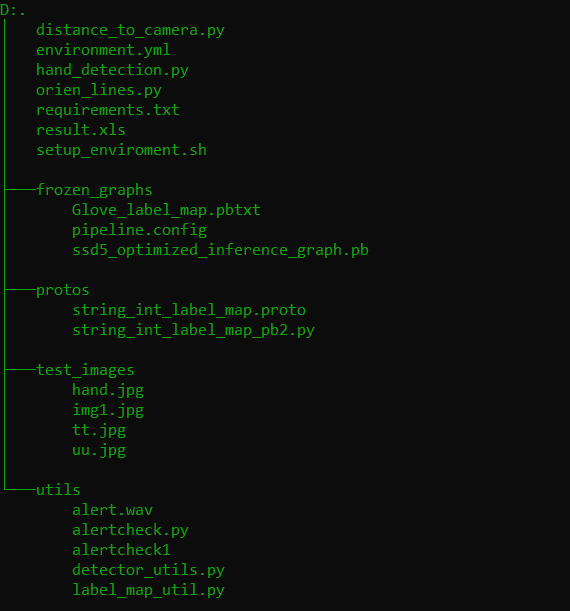 D:.
distance_to_camera.py
environment.yml
hand_detection.py
orien_lines.py
requirements.txt
result.xls
setup_enviroment.sh
frozen_graphs
Glove_label_map.pbtxt
pipeline.config
ssd5_optimized_inference_graph.pb
protos
string_int_label_map.proto
string_int_label_map_pb2.py
test_images
hand.jpg
img1.jpg
tt.jpg
uu.jpg
utils
alert.wav
alertcheck.py
alertcheck1
detector_utils.py
label_map_util.py